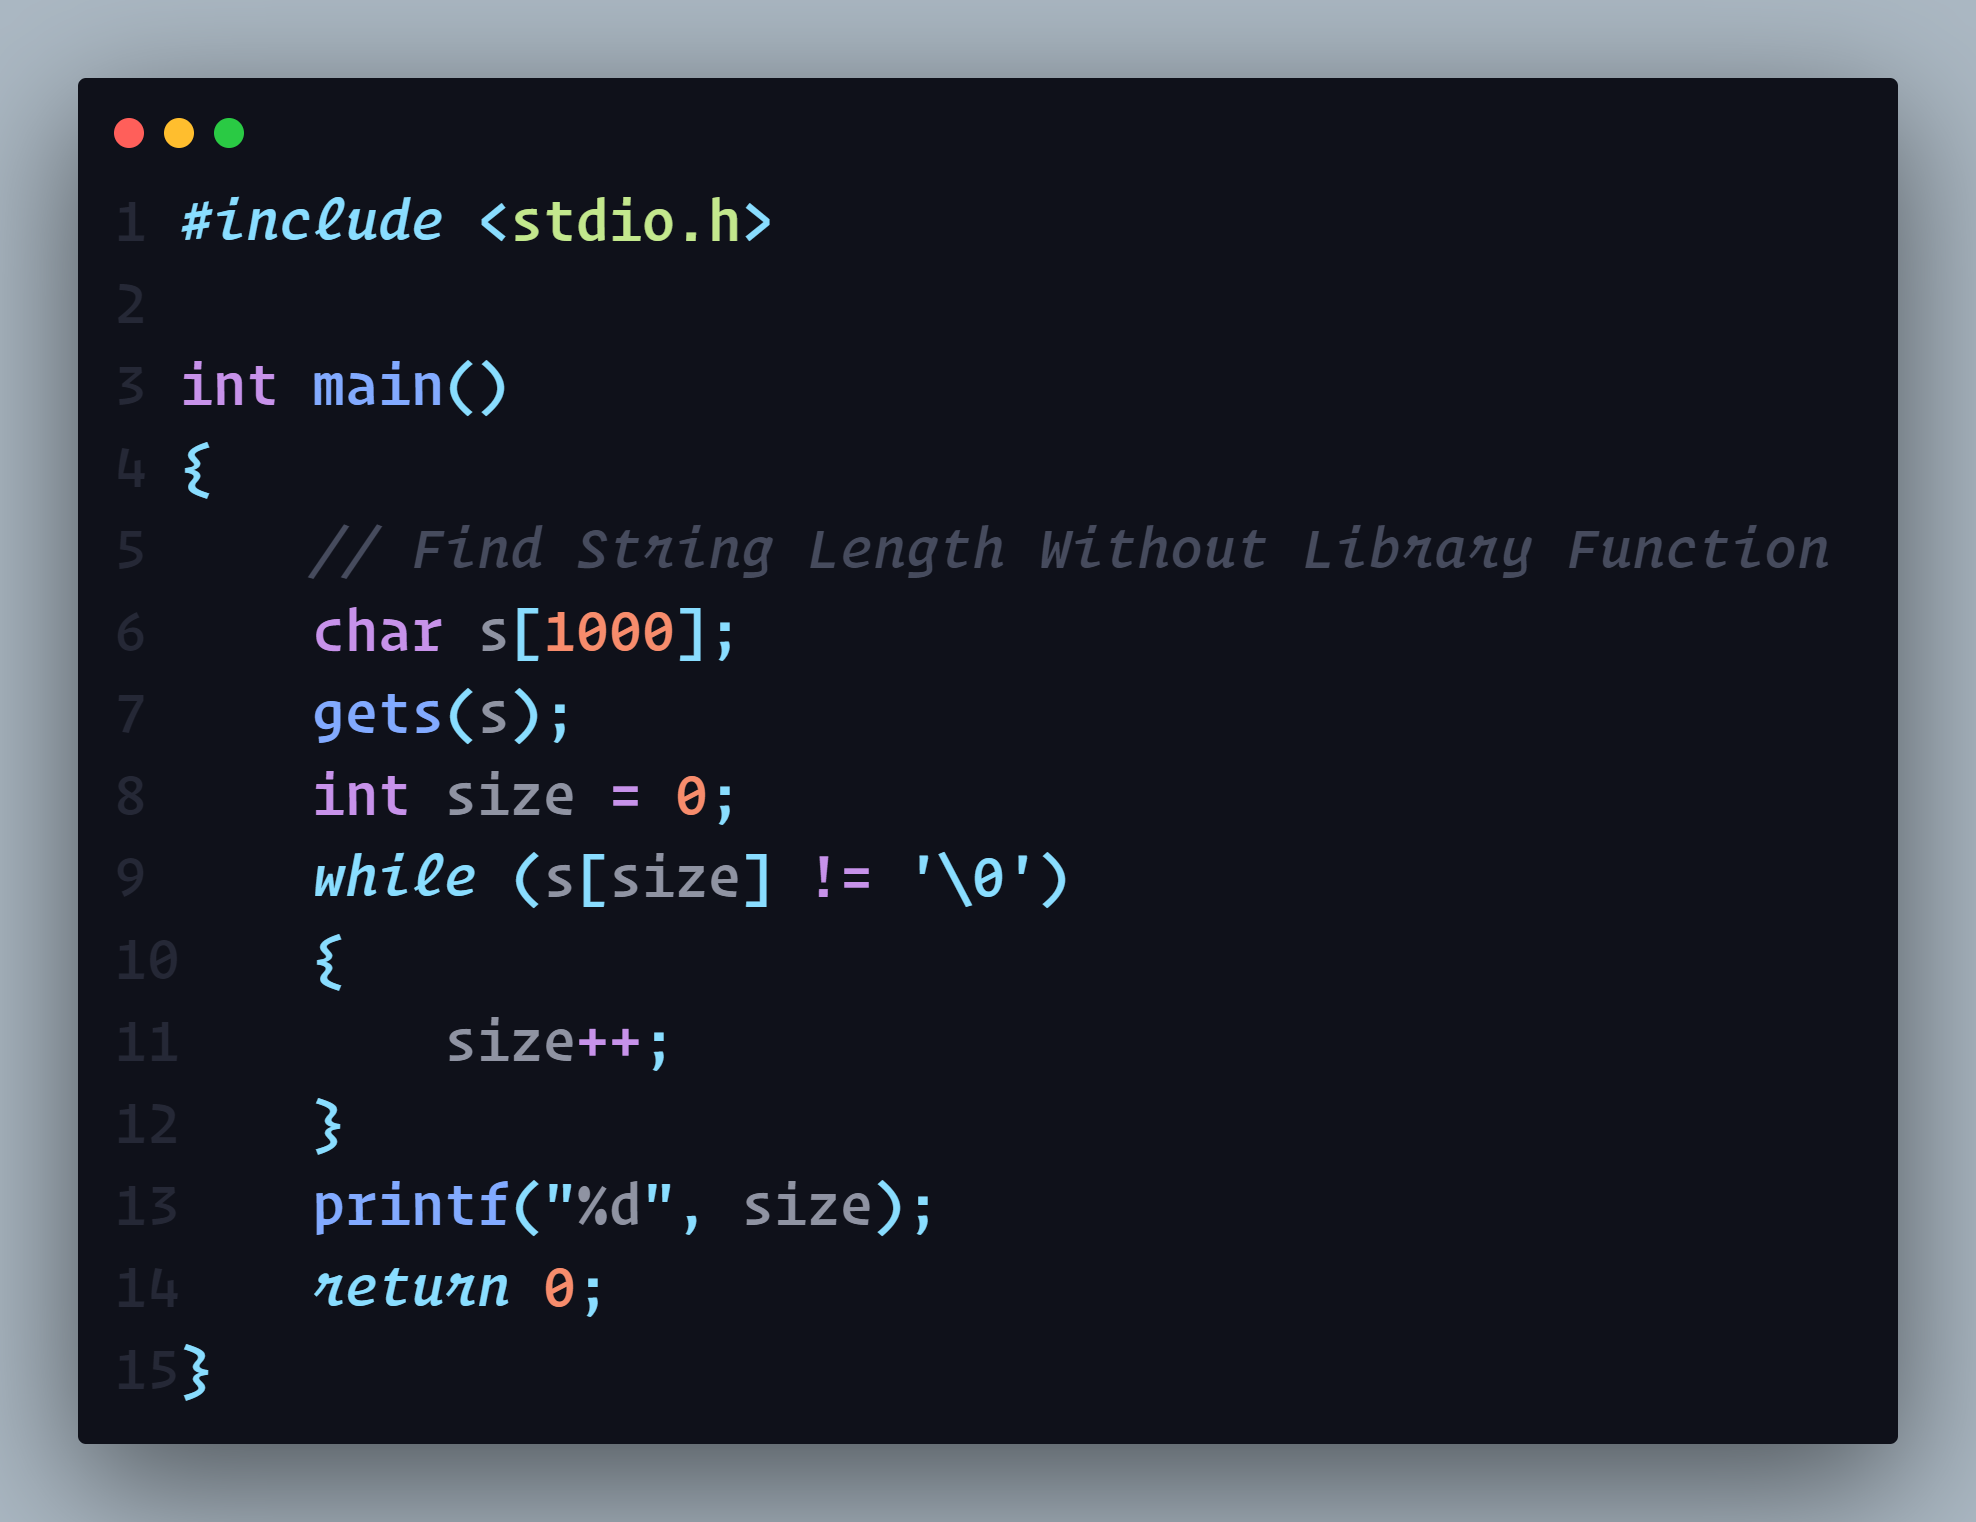 1 #include <stdio.h>
2
3 int main()
4 {
5     // Find String Length Without Library Function
6     char s[1000];
7     gets(s);
8     int size = 0;
9     while (s[size] != '\0')
10    {
11        size++;
12    }
13    printf("%d", size);
14    return 0;
15}